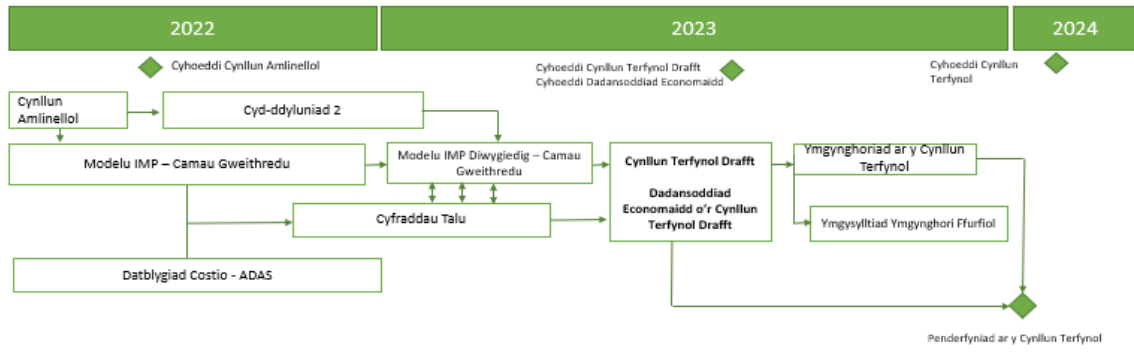 2022
2023
2024
Cyhoeddi Cynllun Amlinellol
Cyhoeddi Cynllun Terfynol Drafft
Cyhoeddi Dadansoddiad Economaidd
Cyhoeddi Cynllun
Terfynol
Cynllun
Amlinellol
Cyd-ddyluniad 2
Modelu IMP – Camau Gweithredu
Modelu IMP Diwygiedig – Camau
Gweithredu
Cynllun Terfynol Drafft
Dadansoddiad
Economaidd o'r Cynllun
Terfynol Drafft
Ymgynghoriad ar y Cynllun
Terfynol
Cyfraddau Talu
Ymgysylltiad Ymgynghori Ffurfiol
Datblygiad Costio - ADAS
Penderfyniad ar y Cynllun Terfynol